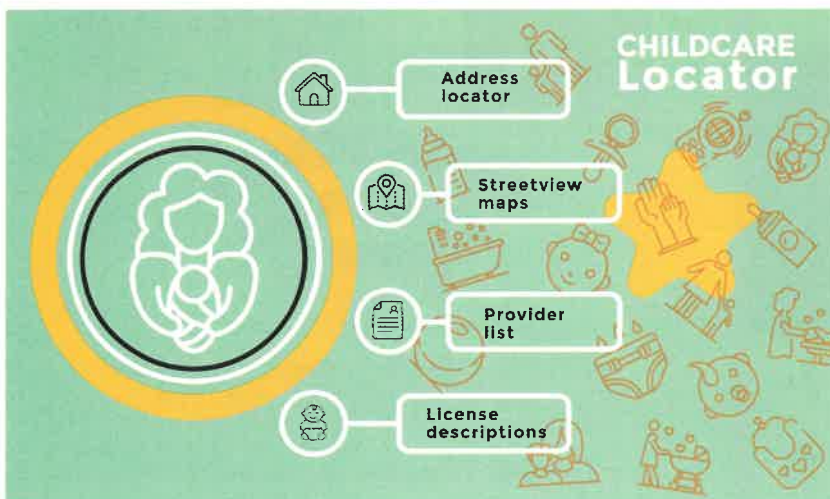 CHILDCARE
Locator
Address
locator
Streetview
maps
Provider
list
License
descriptions